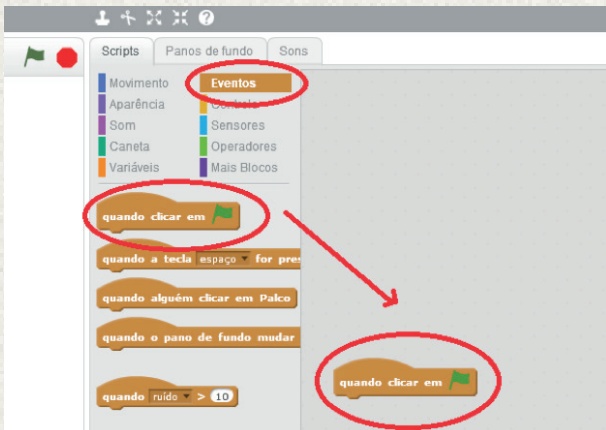 Scripts Panos de fundo Sons
Movimento Eventos
Aparência Controle
Som Sensores
Caneta Operadores
Variáveis Mais Blocos
quando clicar em
quando a tecla espaço for pres
quando alguém clicar em Palco
quando o pano de fundo mudar
quando clicar em
quando ruído > 10